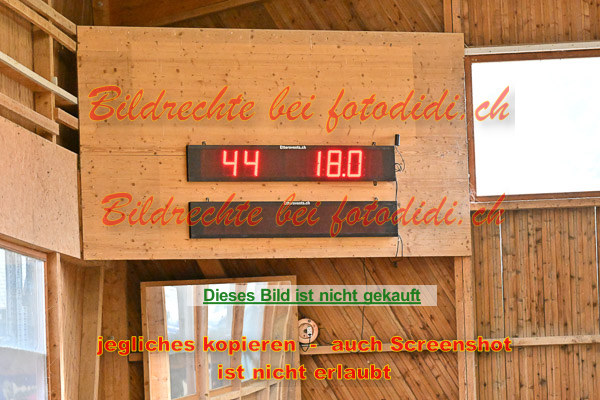 Bildrechte bei fotodidi.ch
44 18.0
Bildrechte bei fotodidi.ch
Dieses Bild ist nicht gekauft
jegliches kopieren - auch Screenshot
ist nicht erlaubt